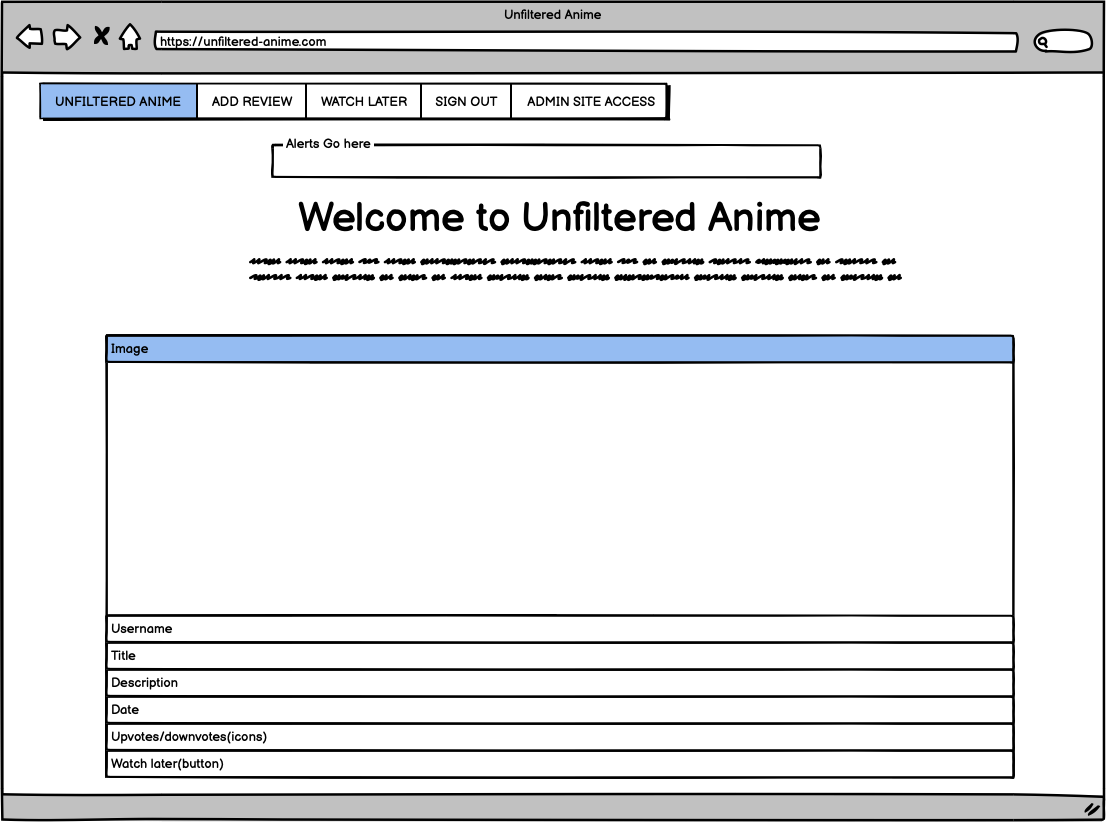 Unfiltered Anime
https://unfiltered-anime.com
UNFILTERED ANIME ADD REVIEW WATCH LATER SIGN OUT ADMIN SITE ACCESS
Alerts Go here
Welcome to Unfiltered Anime
Image
Username
Title
Description
Date
Upvotes/downvotes(icons)
Watch later(button)